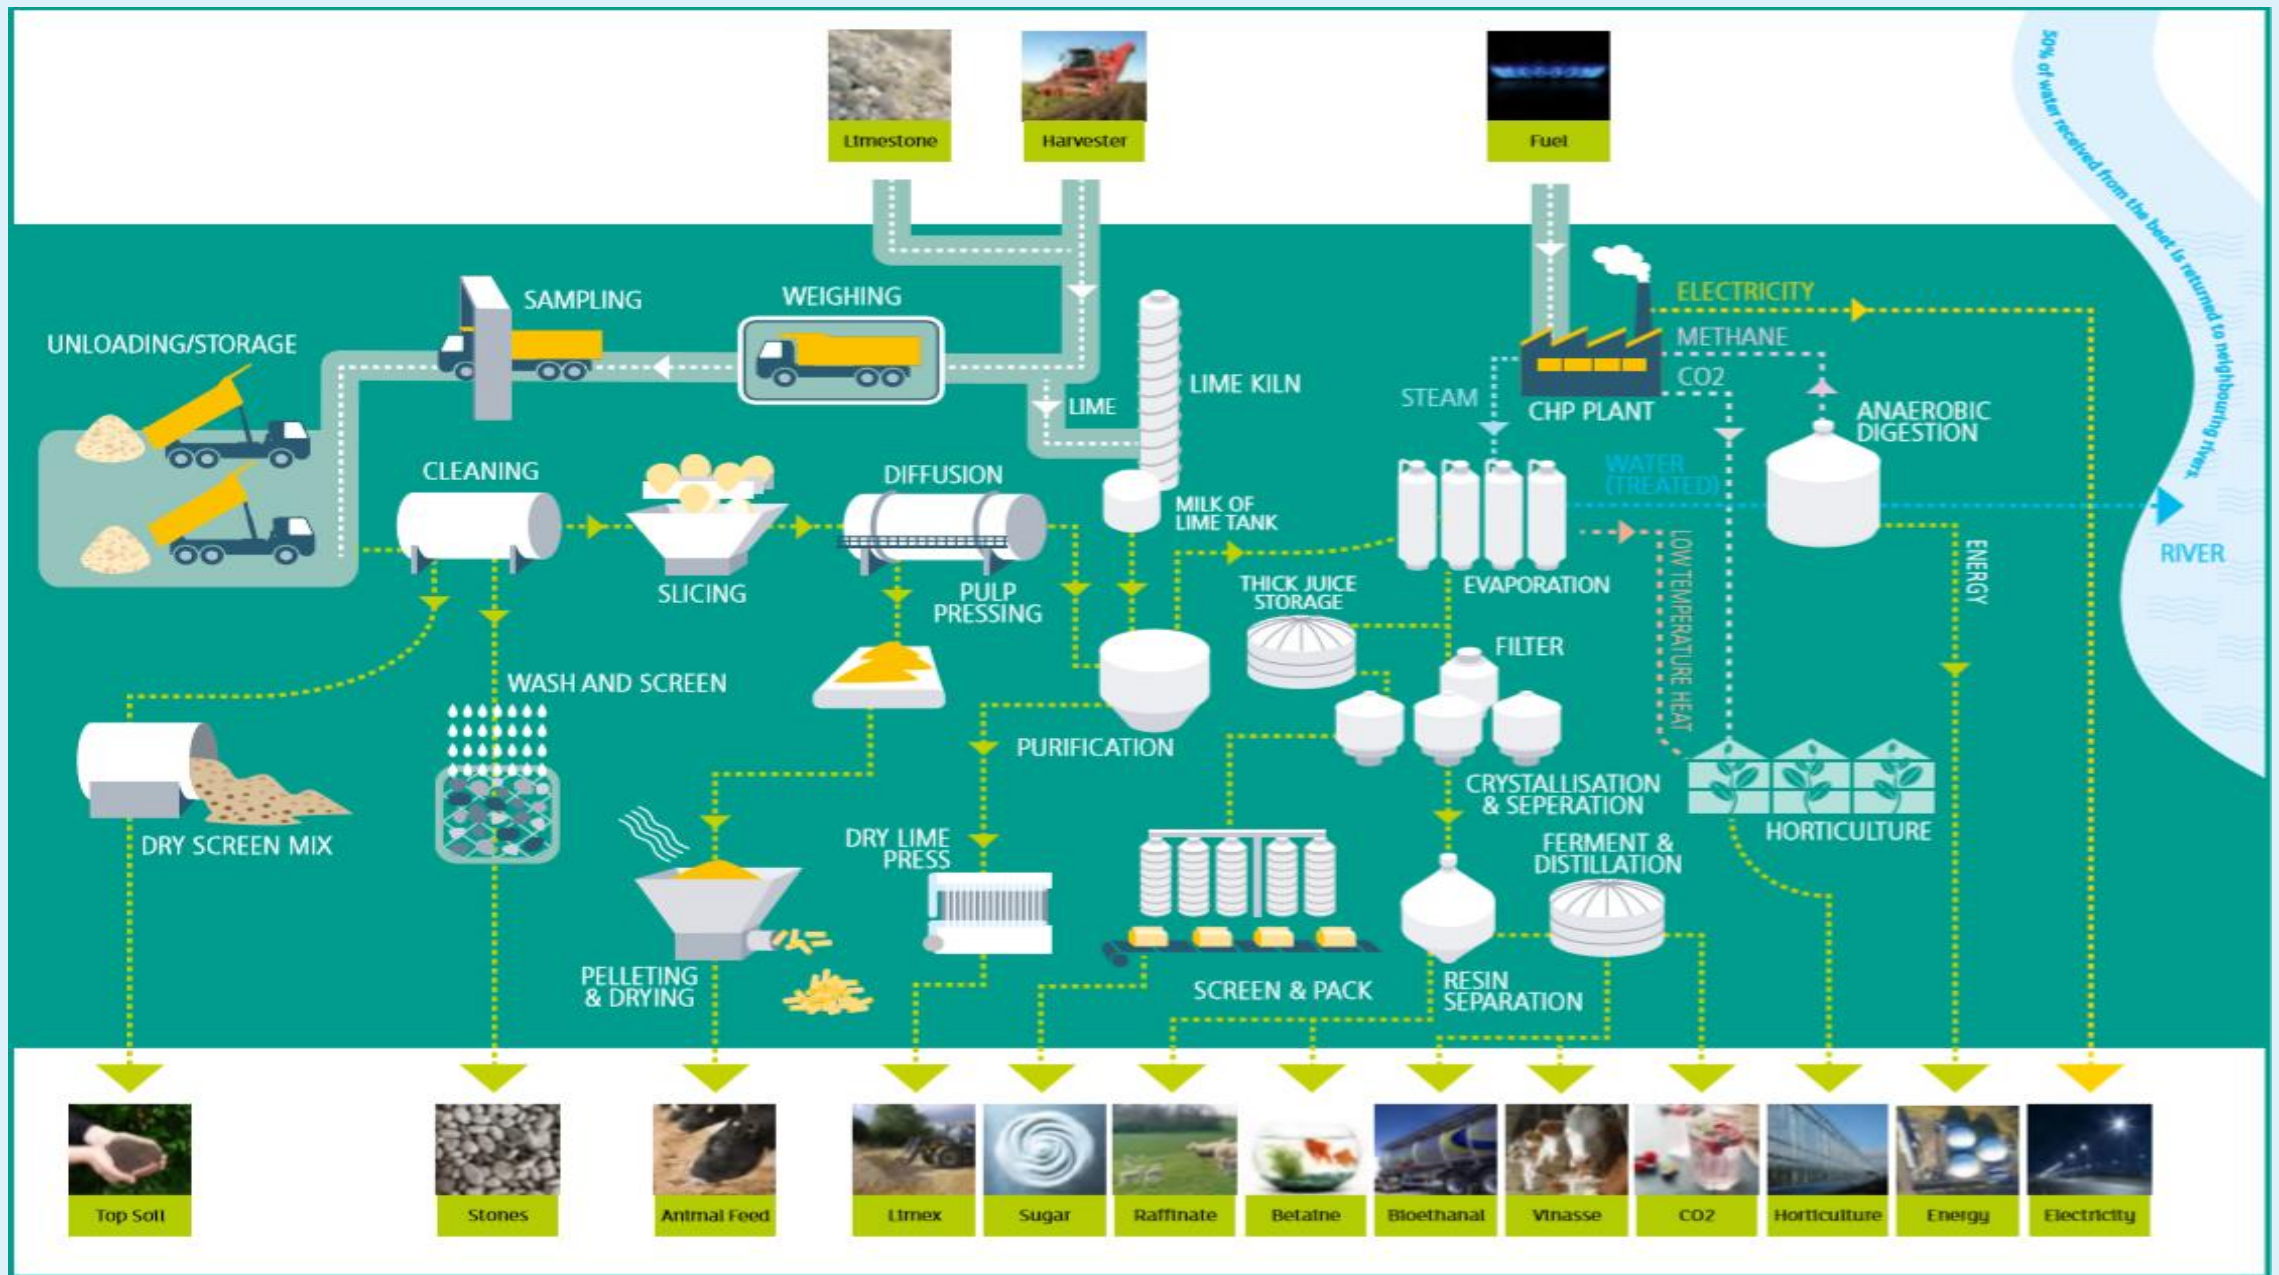 Limestone
Harvester
Fuel
50% of water received from the beet is returned to neighbouring rivers.
SAMPLING
WEIGHING
ELECTRICITY
UNLOADING/STORAGE
METHANE
CO2
LIME KILN
STEAM
LIME
CHP PLANT
ANAEROBIC
DIGESTION
CLEANING
DIFFUSION
WATER
(TREATED)
MILK OF
LIME TANK
LOW TEMPERATURE HEAT
ENERGY
RIVER
SLICING
PULP
PRESSING
THICK JUICE
STORAGE
EVAPORATION
FILTER
WASH AND SCREEN
PURIFICATION
CRYSTALLISATION
& SEPERATION
HORTICULTURE
DRY SCREEN MIX
DRY LIME
PRESS
FERMENT &
DISTILLATION
PELLETING
& DRYING
SCREEN & PACK
RESIN
SEPARATION
Top Soil
Stones
Animal Feed
Limex
Sugar
Raffinate
Betaine
Bioethanal
Vinasse
CO2
Horticulture
Energy
Electricity